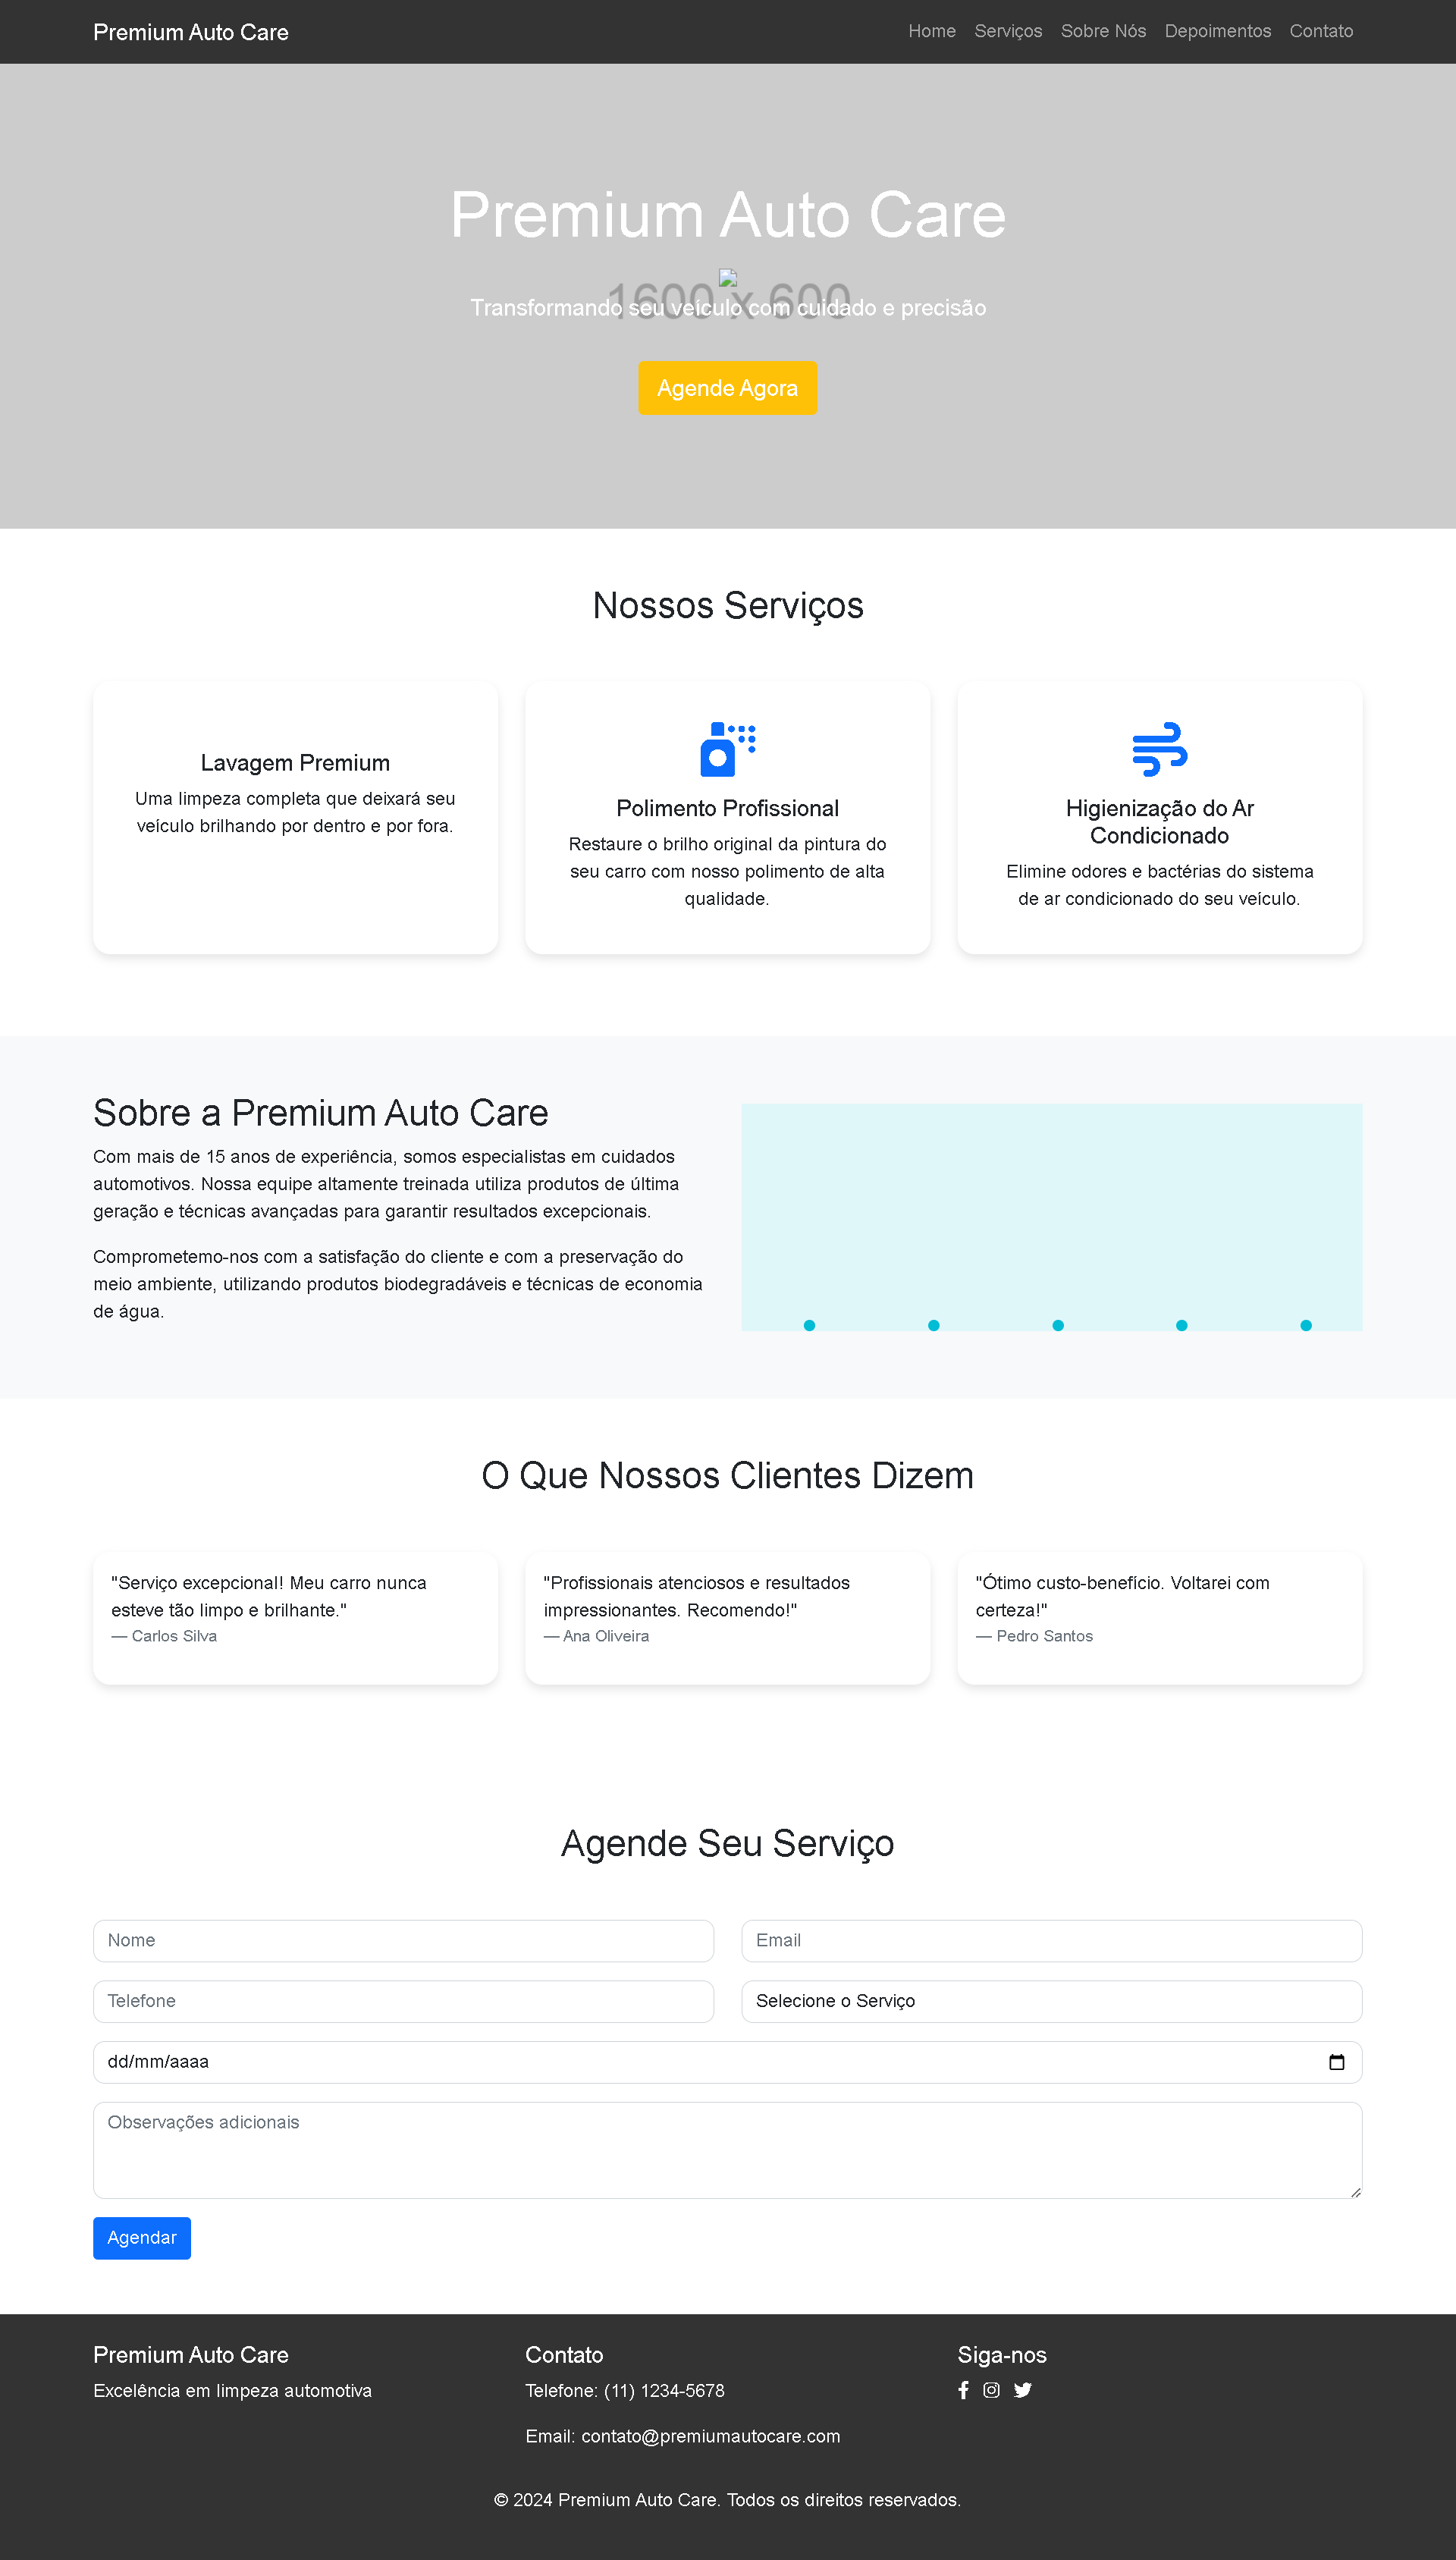 Premium Auto Care
Home Serviços Sobre Nós Depoimentos Contato
Premium Auto Care
1600 x 600
Transformando seu veículo com cuidado e precisão
Agende Agora
Nossos Serviços
Lavagem Premium
Uma limpeza completa que deixará seu
veículo brilhando por dentro e por fora.
Polimento Profissional
Restaure o brilho original da pintura do
seu carro com nosso polimento de alta
qualidade.
Higienização do Ar
Condicionado
Elimine odores e bactérias do sistema
de ar condicionado do seu veículo.
Sobre a Premium Auto Care
Com mais de 15 anos de experiência, somos especialistas em cuidados
automotivos. Nossa equipe altamente treinada utiliza produtos de última
geração e técnicas avançadas para garantir resultados excepcionais.
Comprometemo-nos com a satisfação do cliente e com a preservação do
meio ambiente, utilizando produtos biodegradáveis e técnicas de economia
de água.
O Que Nossos Clientes Dizem
"Serviço excepcional! Meu carro nunca
esteve tão limpo e brilhante."
— Carlos Silva
"Profissionais atenciosos e resultados
impressionantes. Recomendo!"
— Ana Oliveira
"Ótimo custo-benefício. Voltarei com
certeza!"
— Pedro Santos
Agende Seu Serviço
Nome
Email
Telefone
Selecione o Serviço
dd/mm/aaaa
Observações adicionais
Agendar
Premium Auto Care
Excelência em limpeza automotiva
Contato
Telefone: (11) 1234-5678
Email: contato@premiumautocare.com
Siga-nos
© 2024 Premium Auto Care. Todos os direitos reservados.